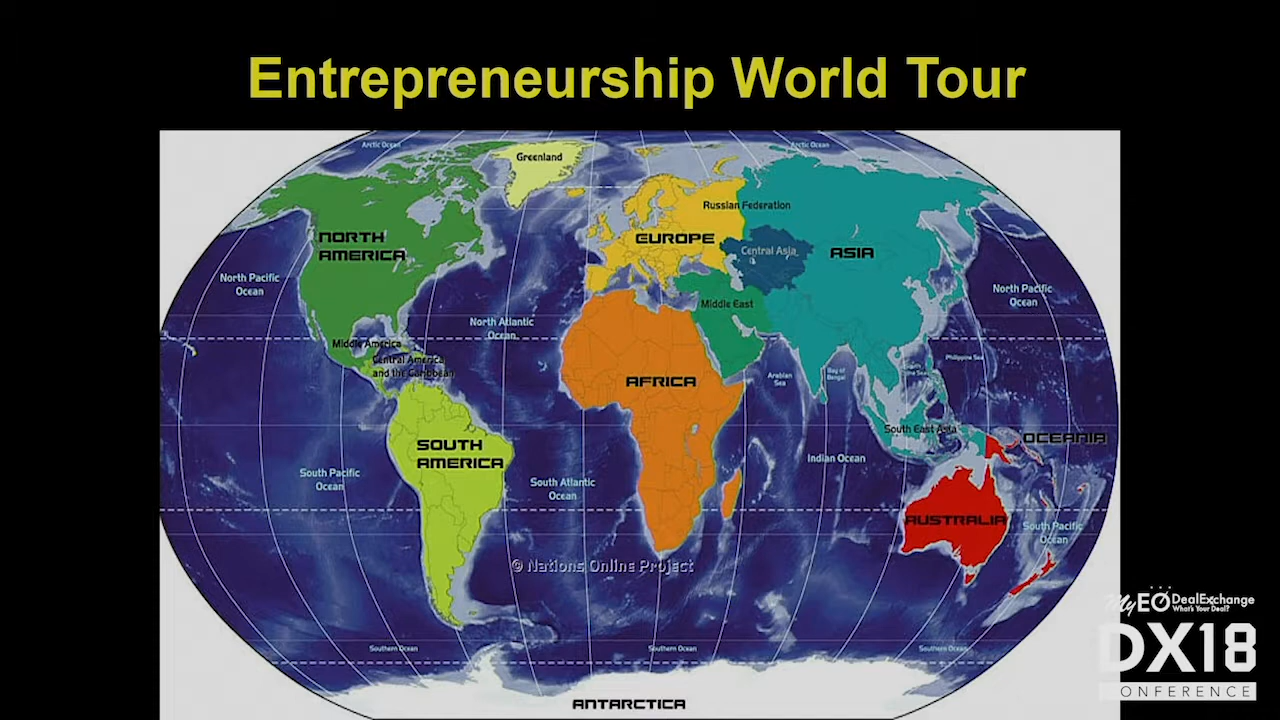 Entrepreneurship World Tour
Arctic Ocean
Arctic Ocean
Greenland
Russian Federation
NORTH
AMERICA
EUROPE
Central Asia
ASIA
North Pacific
Ocean
North Pacific
Ocean
Middle East
North Atlantic
Ocean
Middle America
Central America
and the Caribbean
Philippine Sea
Arabian
Sea
Bay of
Bengal
AFRICA
South East Asia
OCEANIA
SOUTH
AMERICA
Indian Ocean
South Pacific
Ocean
South Atlantic
Ocean
AUSTRALIA
South Pacific
Ocean
© Nations Online Project
MyEO DealExchange
What's Your Deal?
DX18
CONFERENCE
Southern Ocean
Southern Ocean
Southern Ocean
ANTARCTICA